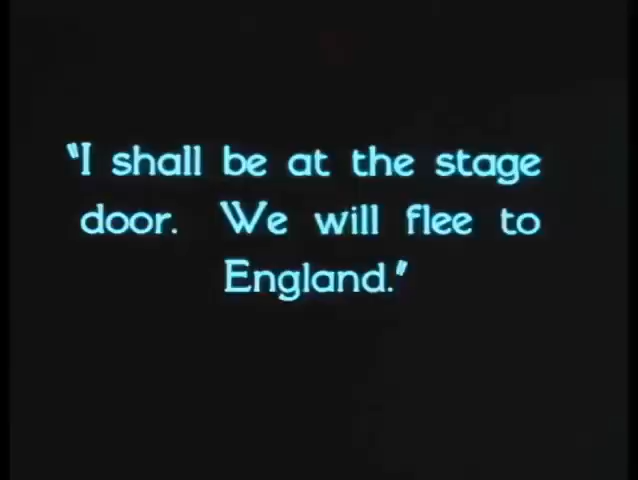 "I shall be at the stage
door. We will flee to
England."